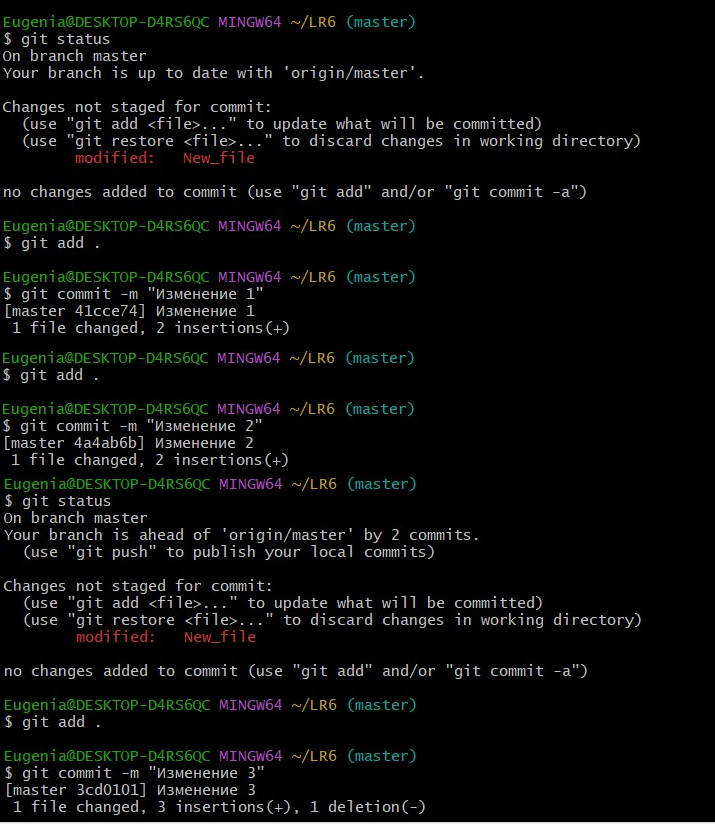 Eugenia@DESKTOP-D4RS6QC MINGW64 ~/LR6 (master)
$ git status
On branch master
Your branch is up to date with 'origin/master'.
Changes not staged for commit:
(use "git add <file>..." to update what will be committed)
(use "git restore <file>..." to discard changes in working directory)
modified: New_file
no changes added to commit (use "git add" and/or "git commit -a")
Eugenia@DESKTOP-D4RS6QC MINGW64 ~/LR6 (master)
$ git add .
Eugenia@DESKTOP-D4RS6QC MINGW64 ~/LR6 (master)
$ git commit -m "Изменение 1"
[master 41cce74] Изменение 1
1 file changed, 2 insertions(+)
Eugenia@DESKTOP-D4RS6QC MINGW64 ~/LR6 (master)
$ git add .
Eugenia@DESKTOP-D4RS6QC MINGW64 ~/LR6 (master)
$ git commit -m "Изменение 2"
[master 4a4ab6b] Изменение 2
1 file changed, 2 insertions(+)
Eugenia@DESKTOP-D4RS6QC MINGW64 ~/LR6 (master)
$ git status
On branch master
Your branch is ahead of 'origin/master' by 2 commits.
(use "git push" to publish your local commits)
Changes not staged for commit:
(use "git add <file>..." to update what will be committed)
(use "git restore <file>..." to discard changes in working directory)
modified: New_file
no changes added to commit (use "git add" and/or "git commit -a")
Eugenia@DESKTOP-D4RS6QC MINGW64 ~/LR6 (master)
$ git add .
Eugenia@DESKTOP-D4RS6QC MINGW64 ~/LR6 (master)
$ git commit -m "Изменение 3"
[master 3cd0101] Изменение 3
1 file changed, 3 insertions(+), 1 deletion(-)